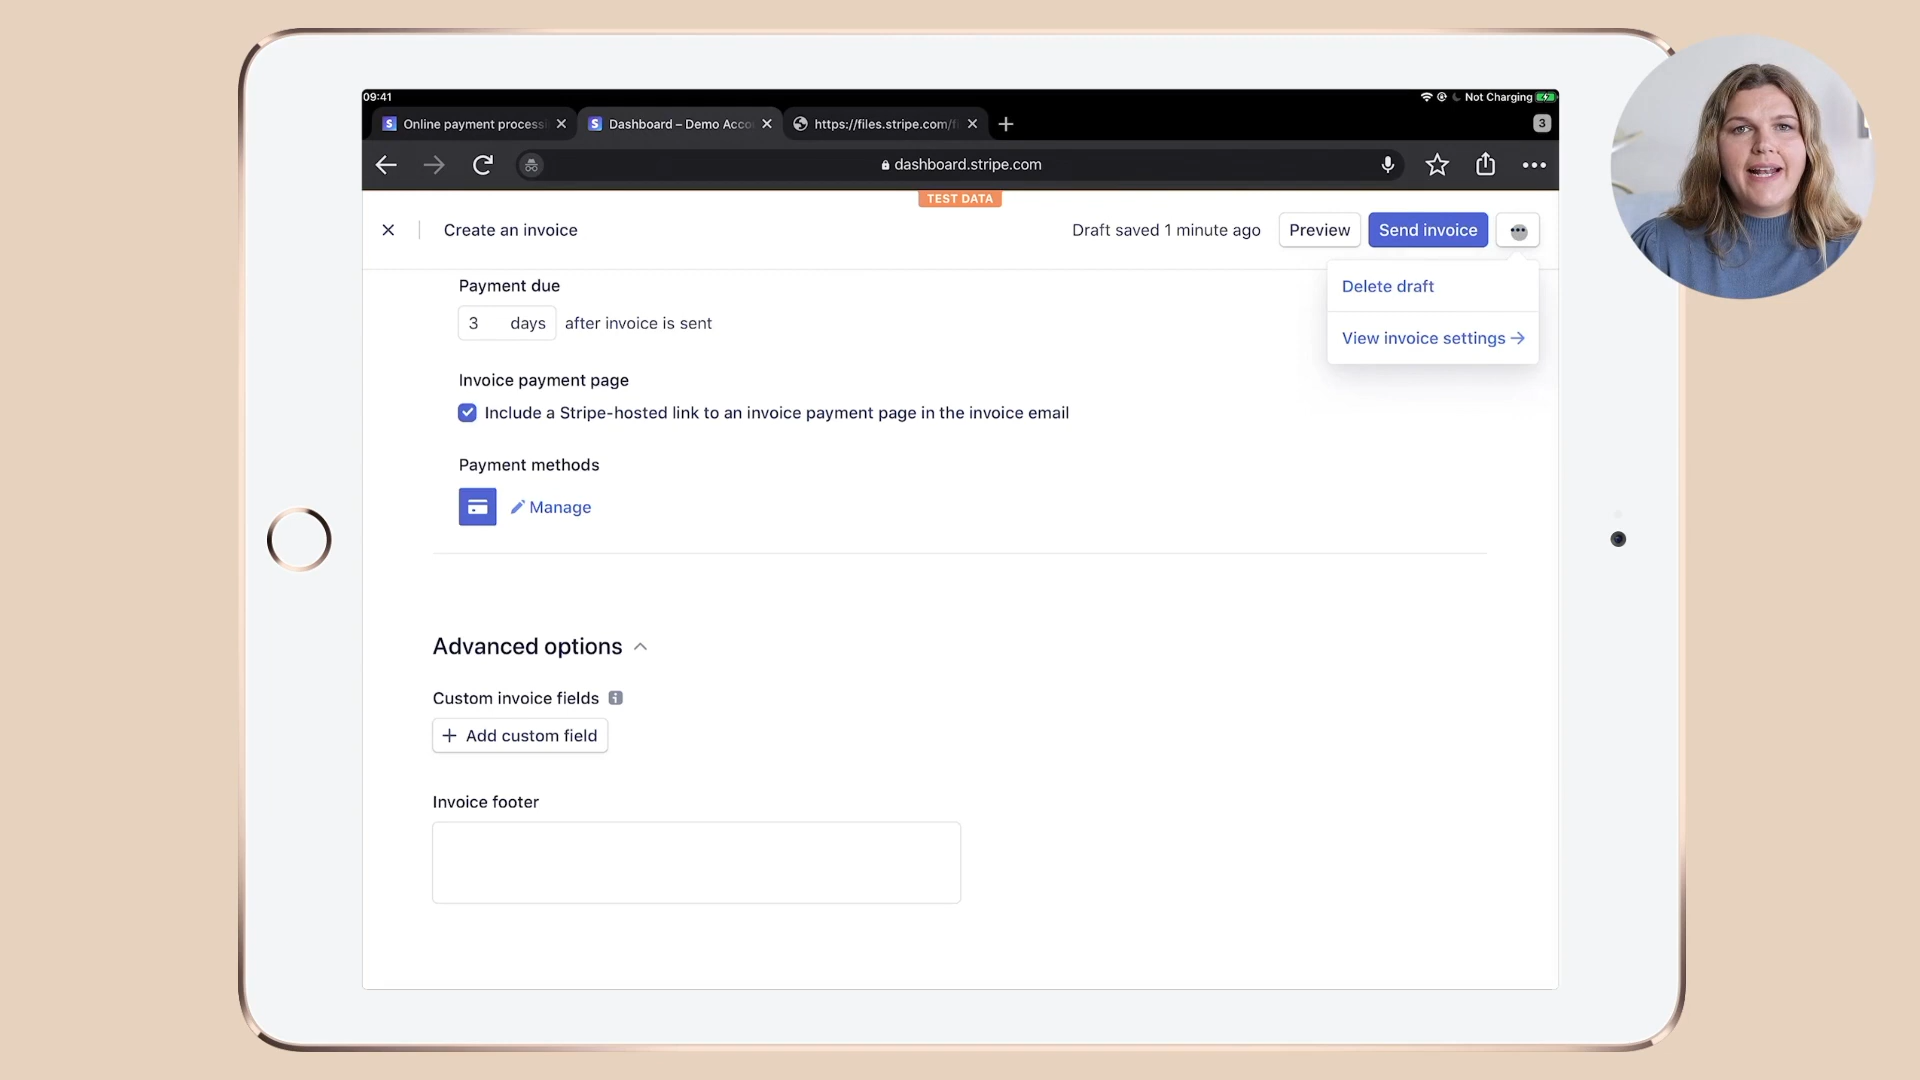 09:41
Not Charging
S Online payment processi
S Dashboard – Demo Acco
https://files.stripe.com/f
3
dashboard.stripe.com
TEST DATA
Create an invoice
Draft saved 1 minute ago
Preview
Send invoice
Delete draft
View invoice settings →
Payment due
3 days after invoice is sent
Invoice payment page
Include a Stripe-hosted link to an invoice payment page in the invoice email
Payment methods
Manage
Advanced options
Custom invoice fields i
+ Add custom field
Invoice footer